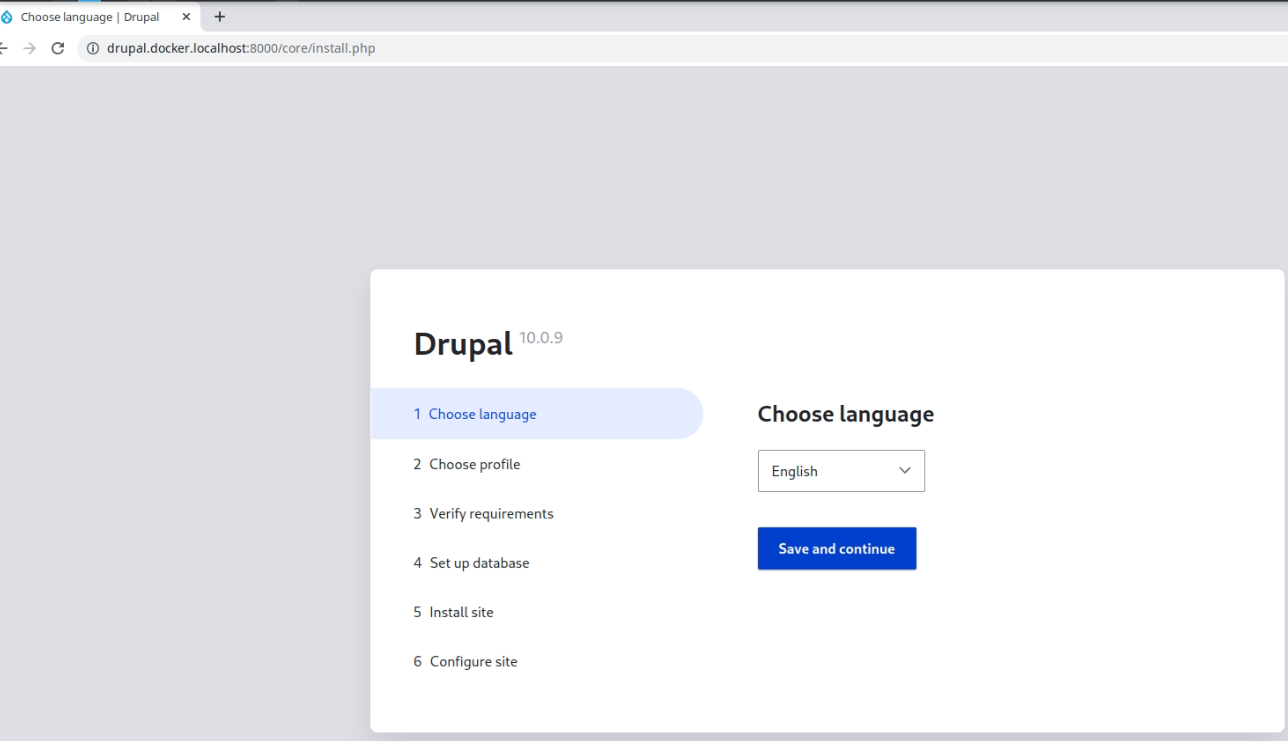 Choose language | Drupal
drupal.docker.localhost:8000/core/install.php
Drupal 10.0.9
1 Choose language
2 Choose profile
3 Verify requirements
4 Set up database
5 Install site
6 Configure site
Choose language
English
Save and continue